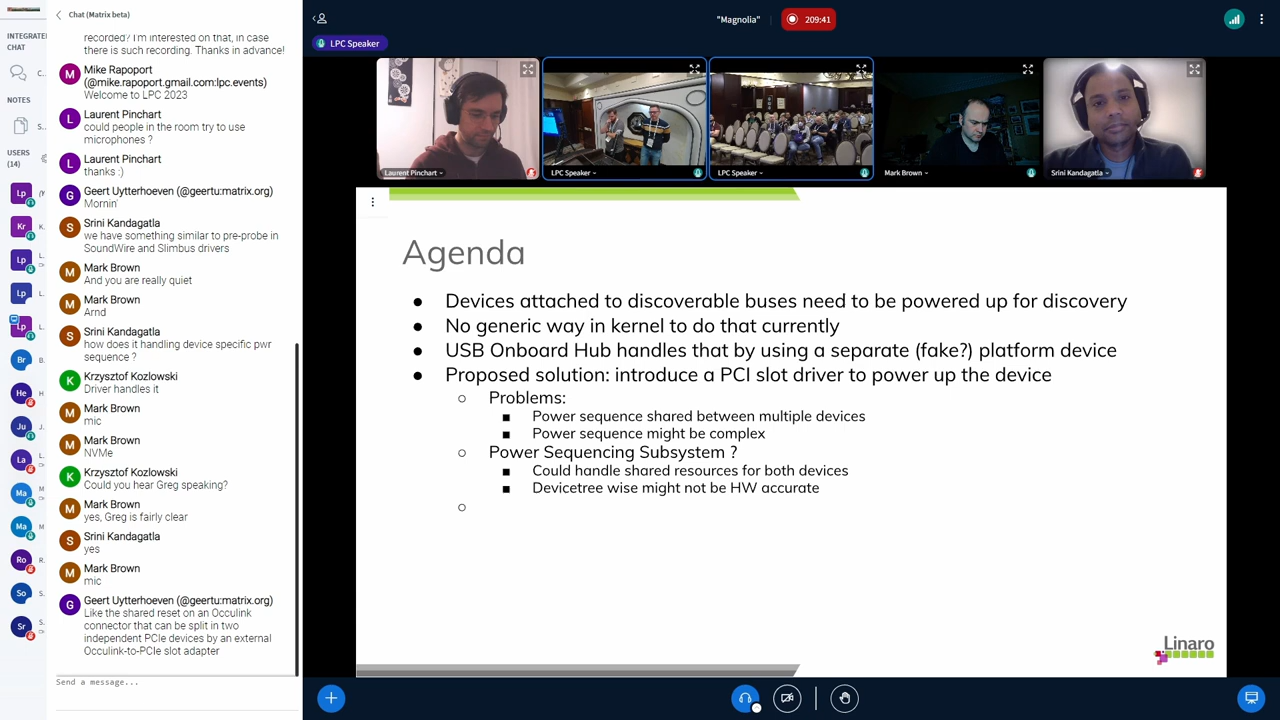 INTEGRATE
CHAT
C..
NOTES
S..
USERS
(14)
Chat (Matrix beta)
recorded? I'm interested on that, in case
there is such recording. Thanks in advance!
Mike Rapoport
(@mike.rapoport.gmail.com:lpc.events)
Welcome to LPC 2023
Laurent Pinchart
could people in the room try to use
microphones ?
Laurent Pinchart
thanks :)
Geert Uytterhoeven (@geertu:matrix.org)
Mornin'
Srini Kandagatla
we have something similar to pre-probe in
SoundWire and Slimbus drivers
Mark Brown
And you are really quiet
Mark Brown
Arnd
Srini Kandagatla
how does it handling device specific pwr
sequence ?
Krzysztof Kozlowski
Driver handles it
Mark Brown
mic
Mark Brown
NVMe
Krzysztof Kozlowski
Could you hear Greg speaking?
Mark Brown
yes, Greg is fairly clear
Srini Kandagatla
yes
Mark Brown
mic
Geert Uytterhoeven (@geertu:matrix.org)
Like the shared reset on an Occulink
connector that can be split in two
independent PCIe devices by an external
Occulink-to-PCIe slot adapter
Send a message...
"Magnolia"
209:41
LPC Speaker
Laurent Pinchart
LPC Speaker
LPC Speaker
Mark Brown
Srini Kandagatla
Agenda
● Devices attached to discoverable buses need to be powered up for discovery
● No generic way in kernel to do that currently
● USB Onboard Hub handles that by using a separate (fake?) platform device
● Proposed solution: introduce a PCI slot driver to power up the device
○ Problems:
■ Power sequence shared between multiple devices
■ Power sequence might be complex
○ Power Sequencing Subsystem ?
■ Could handle shared resources for both devices
■ Devicetree wise might not be HW accurate
○
Linaro